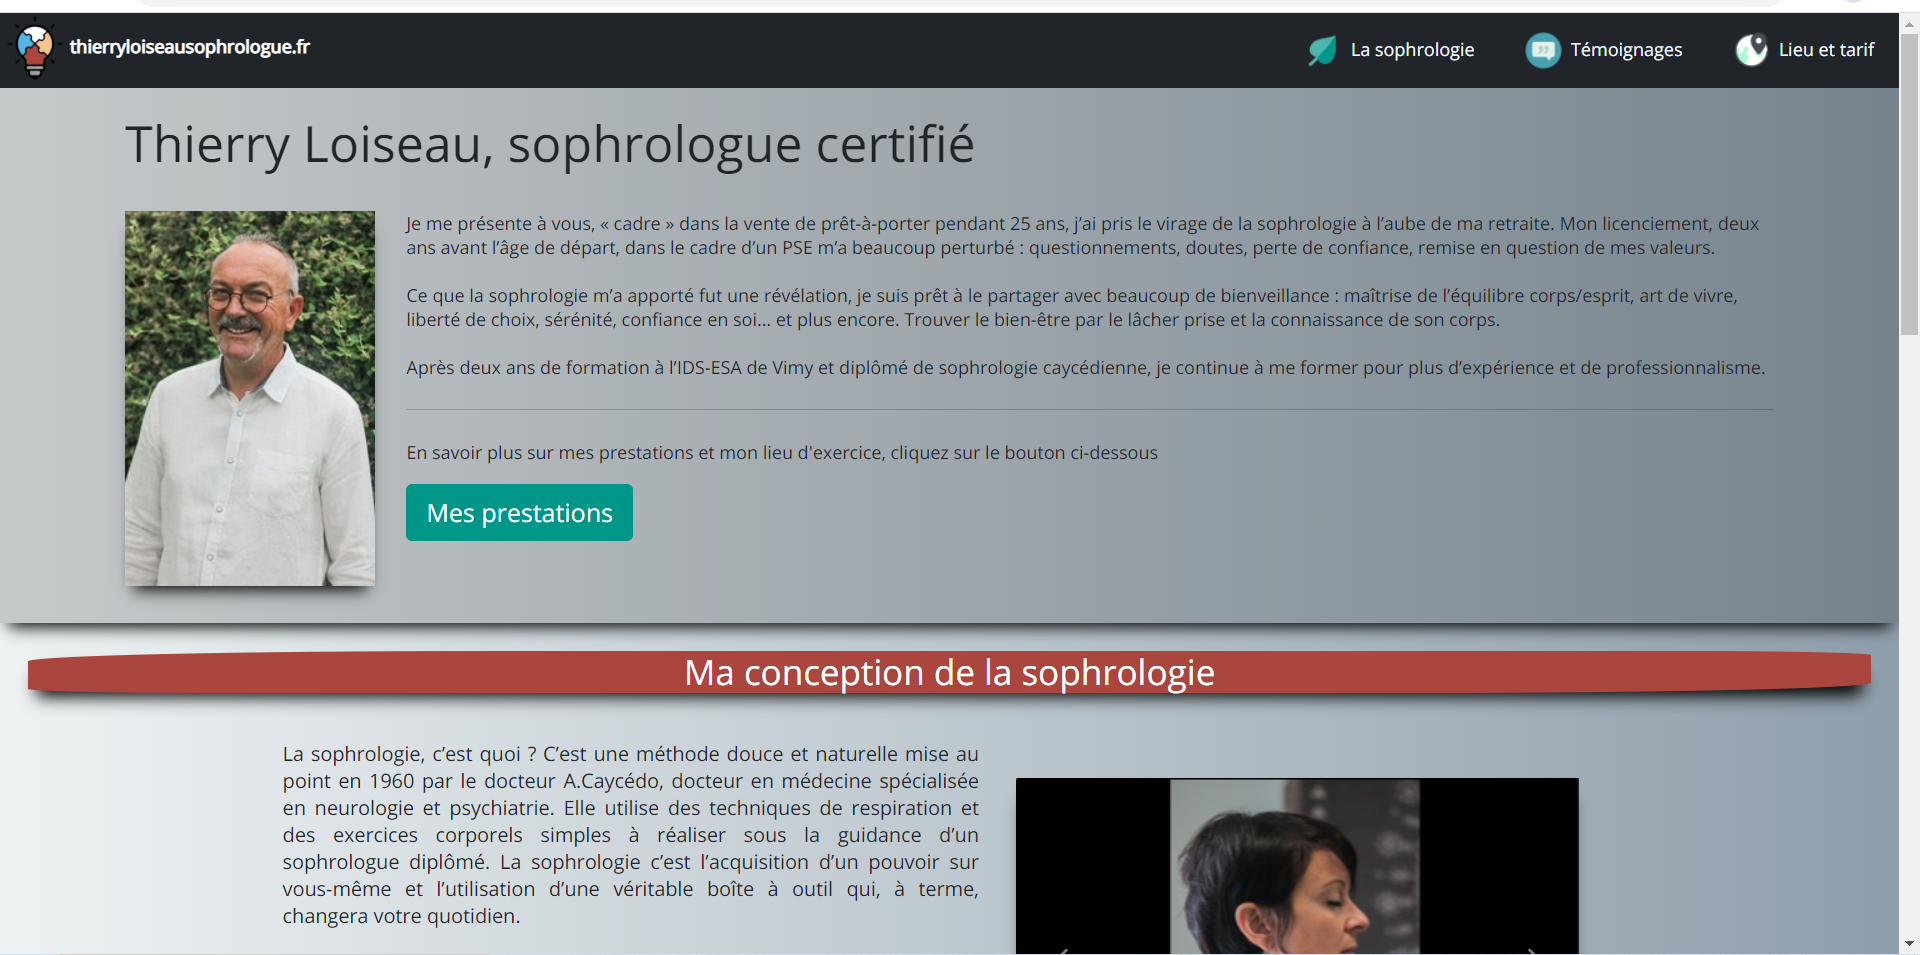 thierryloiseausophrologue.fr
La sophrologie
Témoignages
Lieu et tarif
Thierry Loiseau, sophrologue certifié
Je me présente à vous, « cadre » dans la vente de prêt-à-porter pendant 25 ans, j’ai pris le virage de la sophrologie à l’aube de ma retraite. Mon licenciement, deux
ans avant l’âge de départ, dans le cadre d’un PSE m’a beaucoup perturbé : questionnements, doutes, perte de confiance, remise en question de mes valeurs.
Ce que la sophrologie m’a apporté fut une révélation, je suis prêt à le partager avec beaucoup de bienveillance : maîtrise de l’équilibre corps/esprit, art de vivre,
liberté de choix, sérénité, confiance en soi... et plus encore. Trouver le bien-être par le lâcher prise et la connaissance de son corps.
Après deux ans de formation à l’IDS-ESA de Vimy et diplômé de sophrologie caycédienne, je continue à me former pour plus d’expérience et de professionnalisme.
En savoir plus sur mes prestations et mon lieu d'exercice, cliquez sur le bouton ci-dessous
Mes prestations
Ma conception de la sophrologie
La sophrologie, c’est quoi ? C’est une méthode douce et naturelle mise au
point en 1960 par le docteur A.Caycédo, docteur en médecine spécialisée
en neurologie et psychiatrie. Elle utilise des techniques de respiration et
des exercices corporels simples à réaliser sous la guidance d’un
sophrologue diplômé. La sophrologie c’est l’acquisition d’un pouvoir sur
vous-même et l’utilisation d’une véritable boîte à outil qui, à terme,
changera votre quotidien.